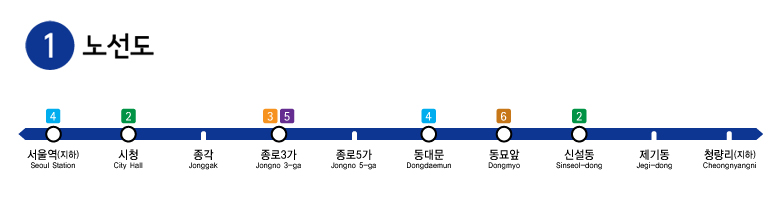 1 노선도
4 2 3 5 4 6 2
서울역(지하) 시청 종각 종로3가 종로5가 동대문 동묘앞 신설동 제기동 청량리(지하)
Seoul Station City Hall Jonggak Jongno 3-ga Jongno 5-ga Dongdaemun Dongmyo Sinseol-dong Jegi-dong Cheongnyangni